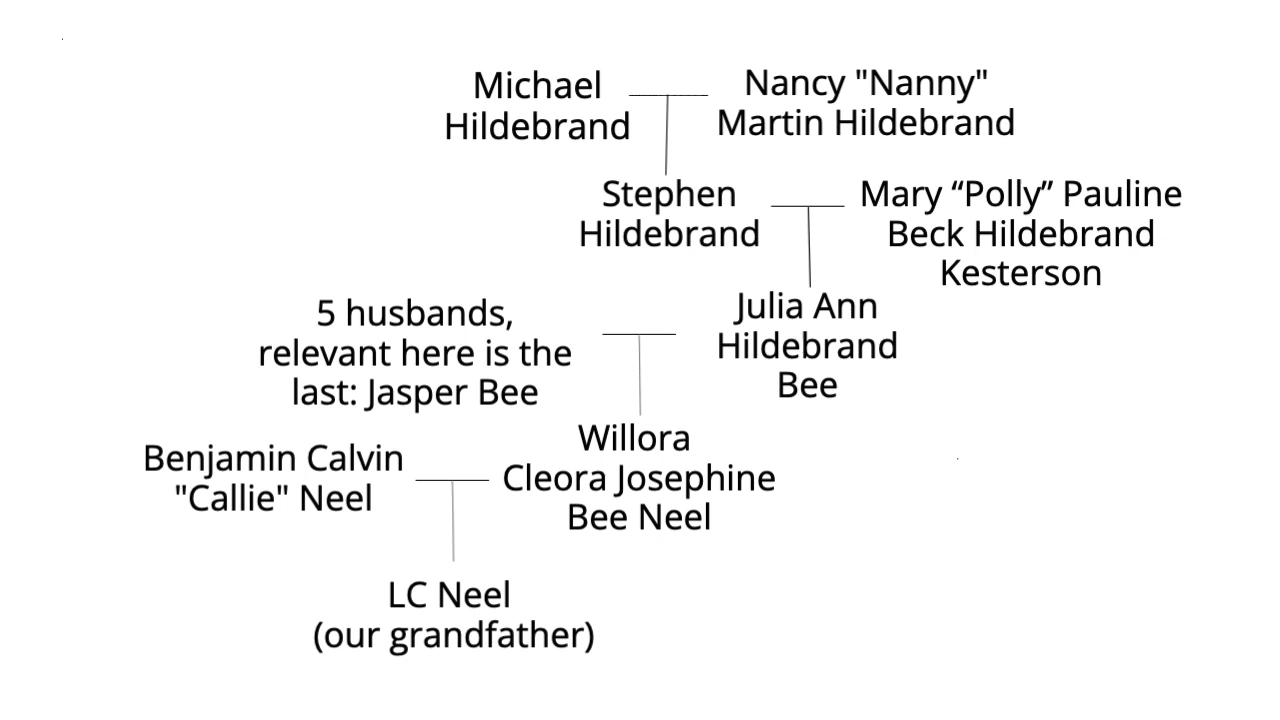 Michael
Hildebrand
Nancy "Nanny"
Martin Hildebrand
Stephen
Hildebrand
Mary “Polly” Pauline
Beck Hildebrand
Kesterson
5 husbands,
relevant here is the
last: Jasper Bee
Julia Ann
Hildebrand
Bee
Benjamin Calvin
"Callie" Neel
Willora
Cleora Josephine
Bee Neel
LC Neel
(our grandfather)